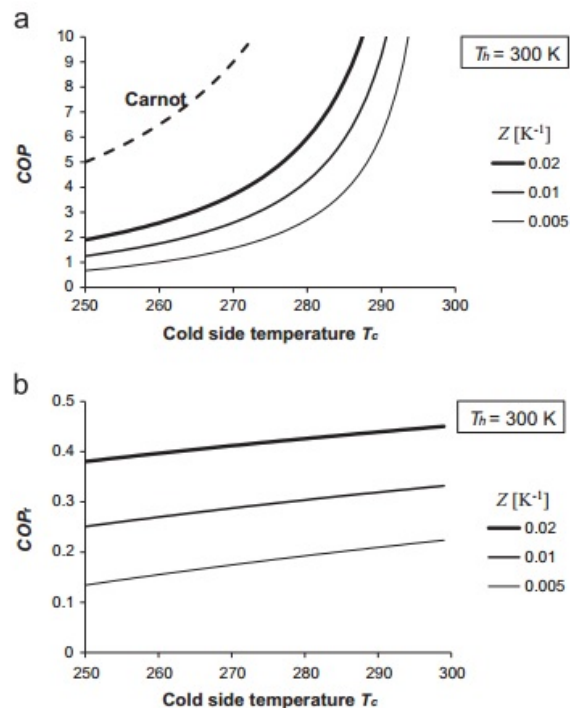 a
10
9
8
7
6
5
4
3
2
1
0
COP
Carnot
Th = 300 K
Z [K-1]
0.02
0.01
0.005
250 260 270 280 290 300
Cold side temperature Tc
b
0.5
0.4
0.3
0.2
0.1
0
COPr
Th = 300 K
Z [K-1]
0.02
0.01
0.005
250 260 270 280 290 300
Cold side temperature Tc